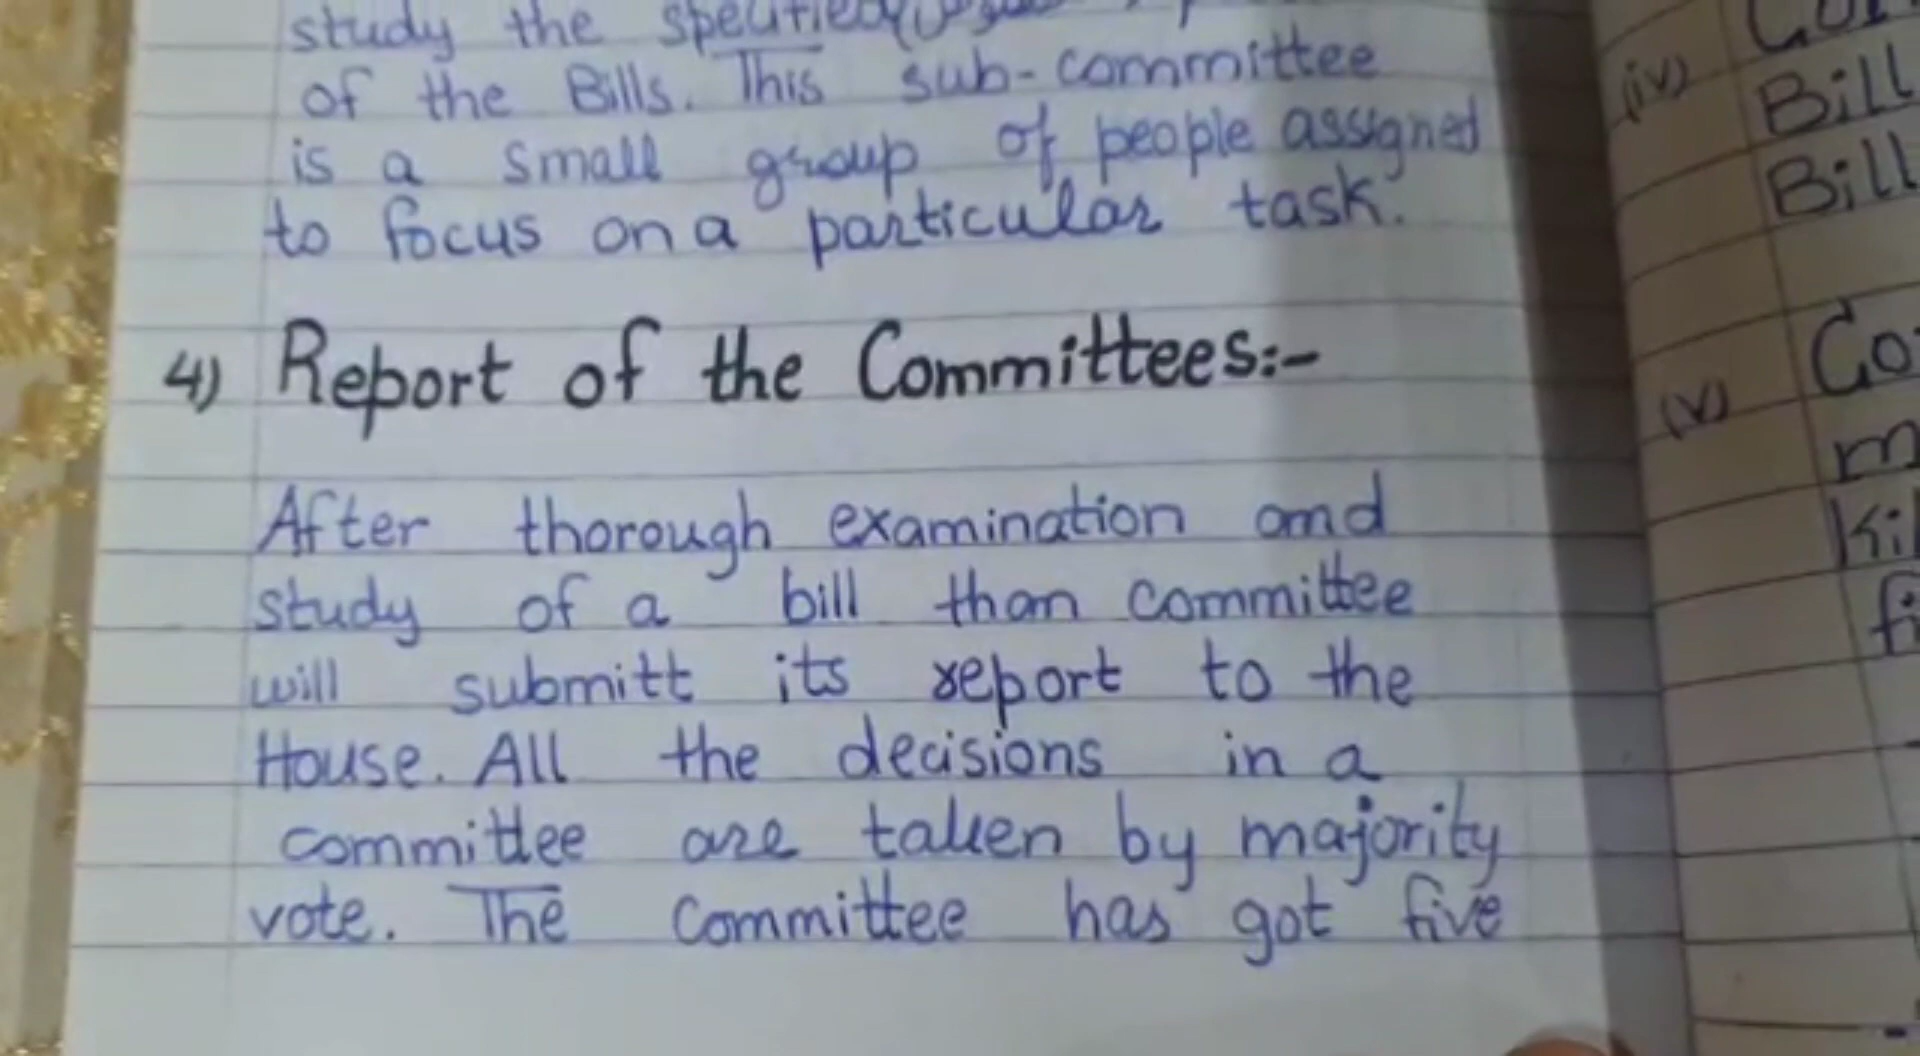 study the specified
of the Bills. This sub-committee
is a small group of people assigned
to focus on a particular task.
4) Report of the Committees:-
After thorough examination and
study of a bill than committee
will submitt its report to the
House. All the decisions in a
committee are taken by majority
vote. The Committee has got five
(iv)
Bill
Bill
(v)